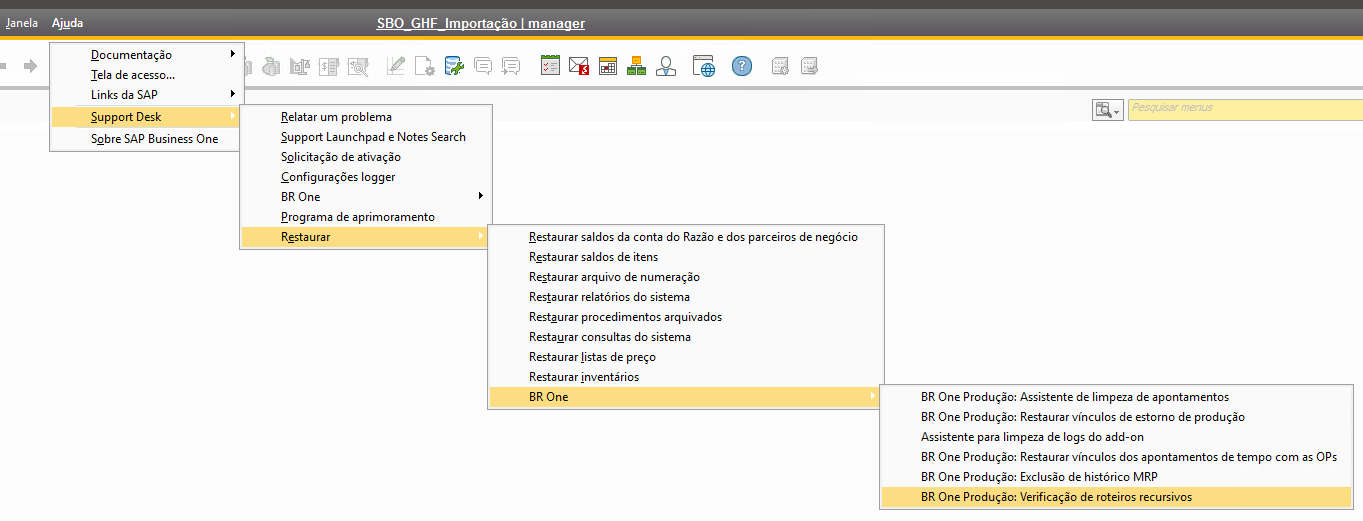 Janela Ajuda SBO_GHF_Importação | manager
Documentação
Tela de acesso...
Links da SAP
Support Desk
Sobre SAP Business One
Pesquisar menus
Relatar um problema
Support Launchpad e Notes Search
Solicitação de ativação
Configurações logger
BR One
Programa de aprimoramento
Restaurar
Restaurar saldos da conta do Razão e dos parceiros de negócio
Restaurar saldos de itens
Restaurar arquivo de numeração
Restaurar relatórios do sistema
Restaurar procedimentos arquivados
Restaurar consultas do sistema
Restaurar listas de preço
Restaurar inventários
BR One
BR One Produção: Assistente de limpeza de apontamentos
BR One Produção: Restaurar vínculos de estorno de produção
Assistente para limpeza de logs do add-on
BR One Produção: Restaurar vínculos dos apontamentos de tempo com as OPs
BR One Produção: Exclusão de histórico MRP
BR One Produção: Verificação de roteiros recursivos